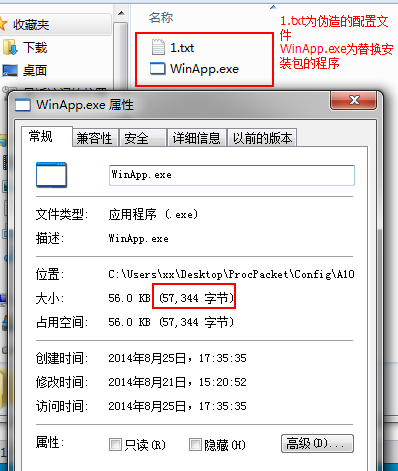 收藏夹
下载
桌面
名称
1.txt
WinApp.exe
1.txt为伪造的配置文
件
WinApp.exe为替换安
装包的程序
WinApp.exe 属性
常规
兼容性
安全
详细信息
以前的版本
WinApp.exe
文件类型: 应用程序 (.exe)
描述: WinApp.exe
位置: C:\Users\xx\Desktop\ProcPacket\Config\A10
大小: 56.0 KB (57,344 字节)
占用空间: 56.0 KB (57,344 字节)
创建时间: 2014年8月25日，17:35:35
修改时间: 2014年8月21日，15:20:52
访问时间: 2014年8月25日，17:35:35
属性: 只读(R) 隐藏(H) 高级(D)...